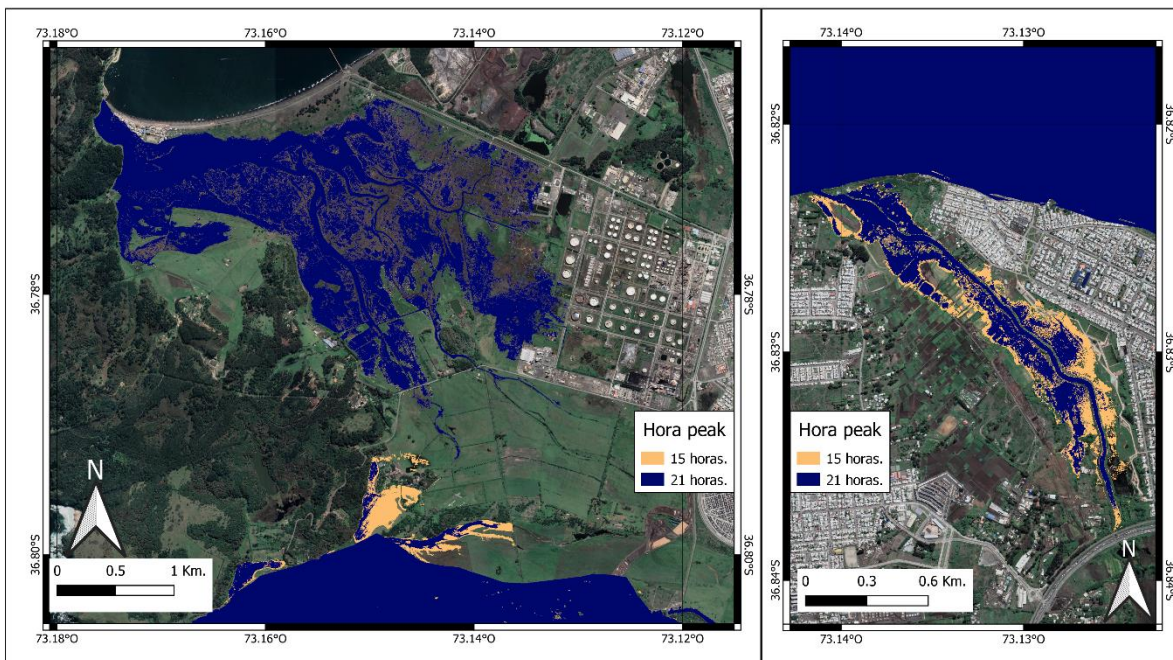 73.18°O 73.16°O 73.14°O 73.12°O
36.78°S 36.78°S
Hora peak
15 horas.
21 horas.
N
36.80°S 36.80°S
0 0.5 1 Km.
73.18°O 73.16°O 73.14°O 73.12°O
73.14°O 73.13°O
36.82°S 36.82°S
36.83°S 36.83°S
Hora peak
15 horas.
21 horas.
N
0 0.3 0.6 Km.
36.84°S 36.84°S
73.14°O 73.13°O